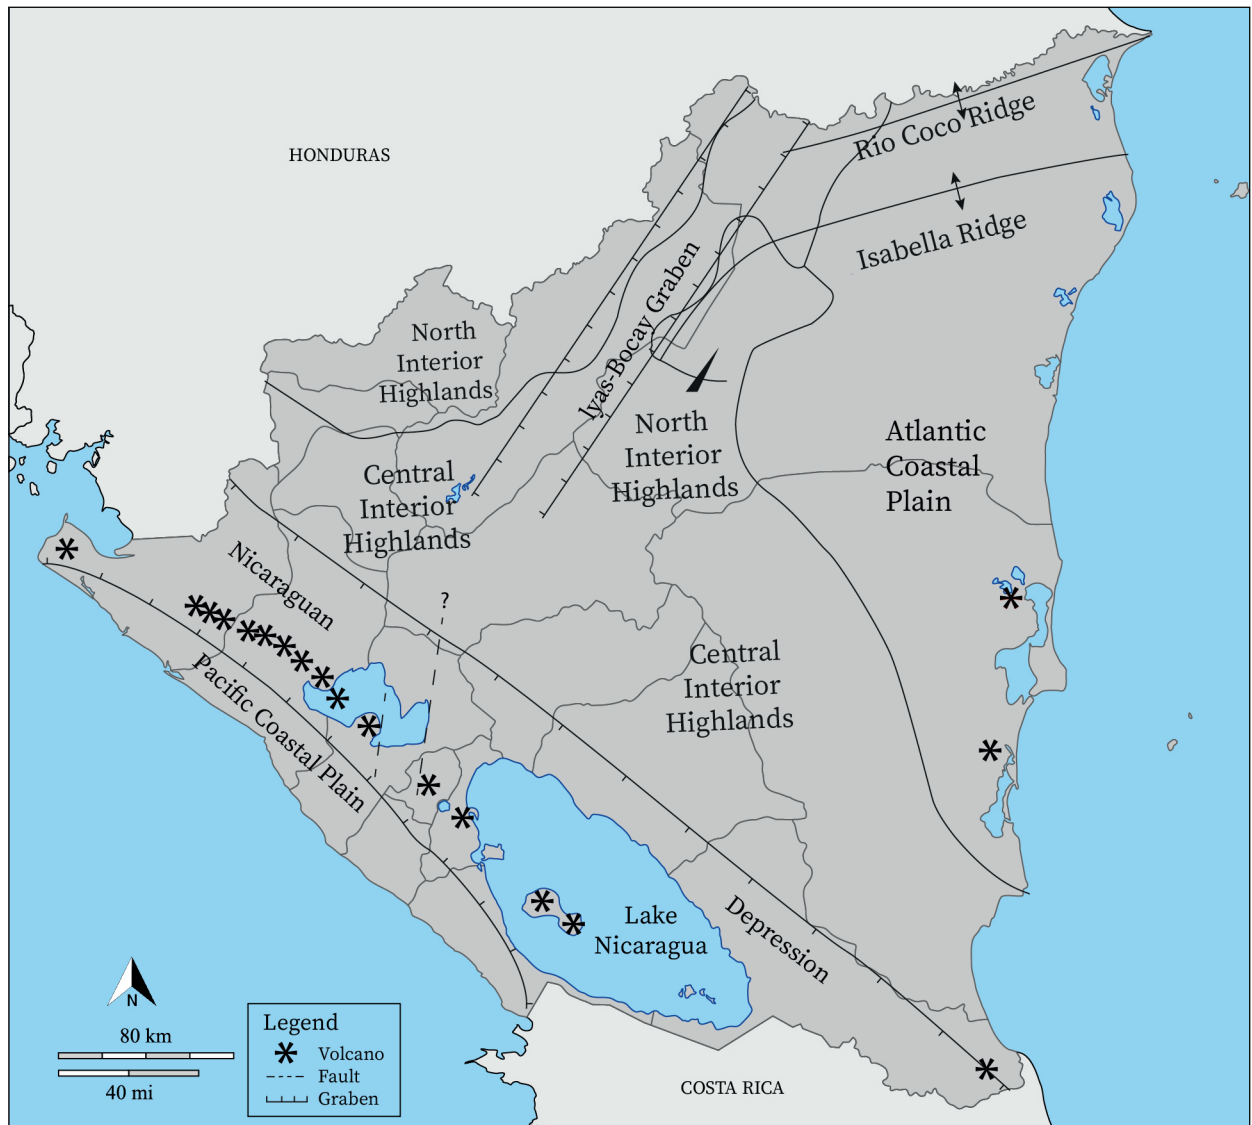 HONDURAS
Rio Coco Ridge
Isabella Ridge
Iyas-Bocay Graben
North
Interior
Highlands
North
Interior
Highlands
Atlantic
Coastal
Plain
Central
Interior
Highlands
Nicaraguan
?
Pacific Coastal Plain
Central
Interior
Highlands
Depression
Lake
Nicaragua
N
80 km
40 mi
Legend
Volcano
Fault
Graben
COSTA RICA